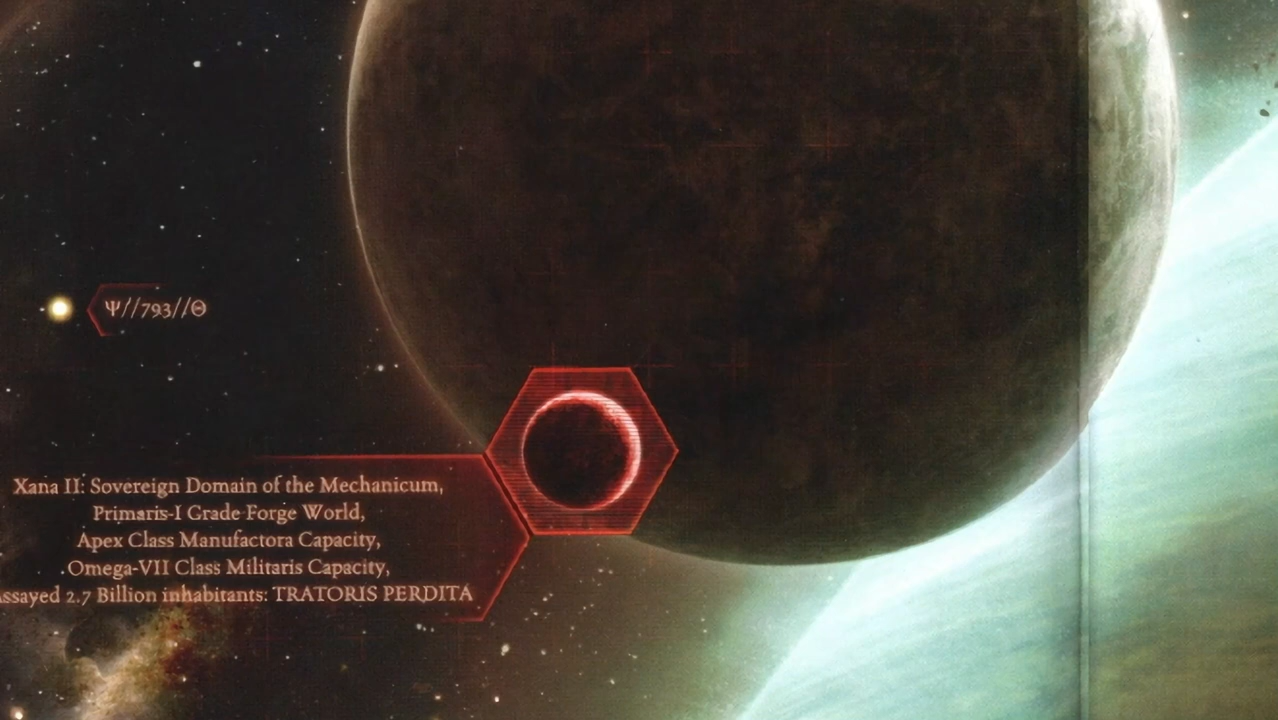 Ψ//793//Θ
Xana II: Sovereign Domain of the Mechanicum,
Primaris-I Grade Forge World,
Apex Class Manufactora Capacity,
Omega-VII Class Militaris Capacity,
2.7 Billion inhabitants: TRATORIS PERDITA